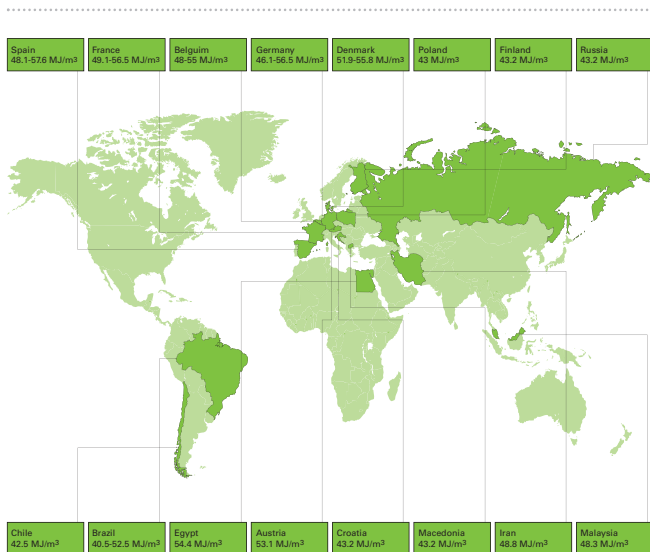 Spain
48.1-57.6 MJ/m³
France
49.1-56.5 MJ/m³
Belguim
48-55 MJ/m³
Germany
46.1-56.5 MJ/m³
Denmark
51.9-55.8 MJ/m³
Poland
43 MJ/m³
Finland
43.2 MJ/m³
Russia
43.2 MJ/m³
Chile
42.5 MJ/m³
Brazil
40.5-52.5 MJ/m³
Egypt
54.4 MJ/m³
Austria
53.1 MJ/m³
Croatia
43.2 MJ/m³
Macedonia
43.2 MJ/m³
Iran
48.8 MJ/m³
Malaysia
48.3 MJ/m³